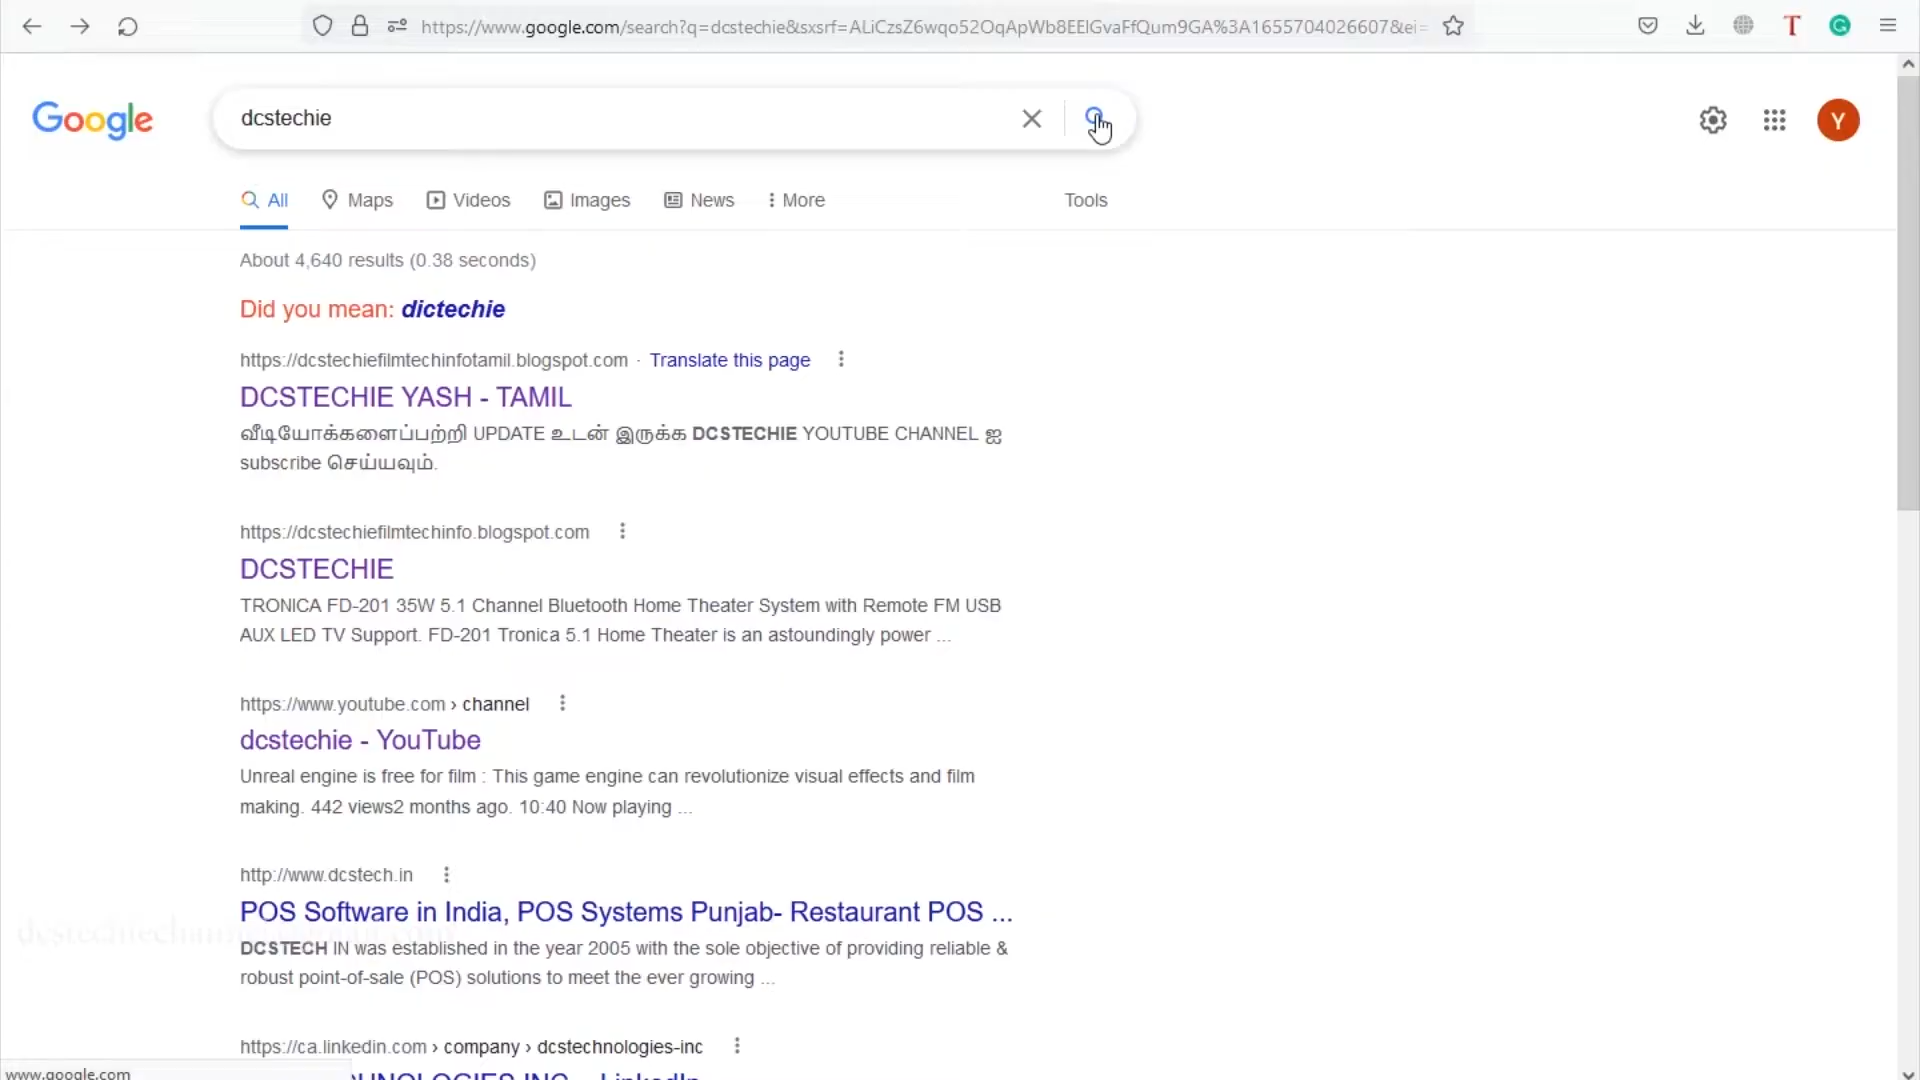 https://www.google.com/search?q=dcstechie&sxsrf=ALiCzsZ6wqo52OqApWb8EElGvaFfQum9GA%3A1655704026607&ei=
Google
dcstechie
Y
All Maps Videos Images News More Tools
About 4,640 results (0.38 seconds)
Did you mean: dictechie
https://dcstechiefilmtechinfotamil.blogspot.com · Translate this page
DCSTECHIE YASH - TAMIL
வீடியோக்களைப்பற்றி UPDATE உடன் இருக்க DCSTECHIE YOUTUBE CHANNEL ஐ
subscribe செய்யவும்.
https://dcstechiefilmtechinfo.blogspot.com
DCSTECHIE
TRONICA FD-201 35W 5.1 Channel Bluetooth Home Theater System with Remote FM USB
AUX LED TV Support. FD-201 Tronica 5.1 Home Theater is an astoundingly power ...
https://www.youtube.com › channel
dcstechie - YouTube
Unreal engine is free for film : This game engine can revolutionize visual effects and film
making. 442 views2 months ago. 10:40 Now playing ...
http://www.dcstech.in
POS Software in India, POS Systems Punjab- Restaurant POS ...
DCSTECH IN was established in the year 2005 with the sole objective of providing reliable &
robust point-of-sale (POS) solutions to meet the ever growing ...
https://ca.linkedin.com › company › dcstechnologies-inc
www.google.com